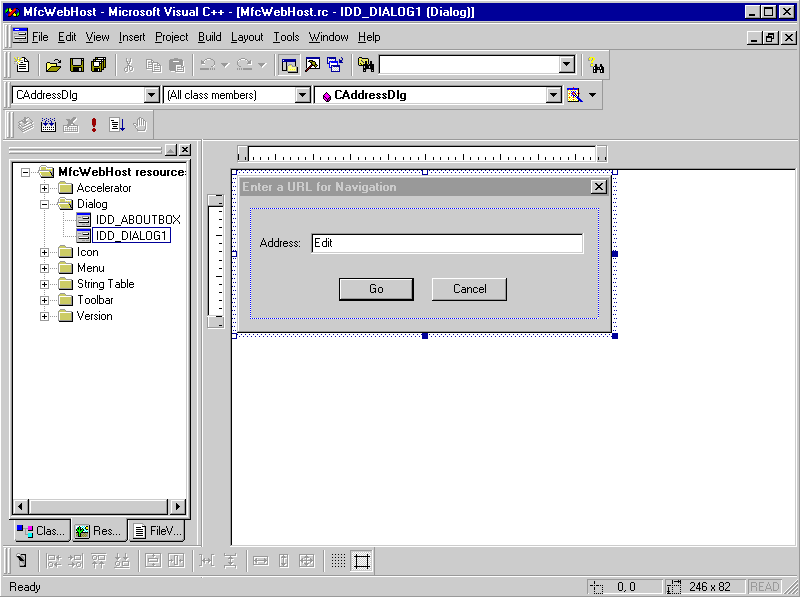 MfcWebHost - Microsoft Visual C++ - [MfcWebHost.rc - IDD_DIALOG1 (Dialog)]
File Edit View Insert Project Build Layout Tools Window Help
CAddressDlg (All class members) CAddressDlg
MfcWebHost resource
Accelerator
Dialog
IDD_ABOUTBOX
IDD_DIALOG1
Icon
Menu
String Table
Toolbar
Version
Clas... Res... FileV...
Enter a URL for Navigation
Address: Edit
Go Cancel
Ready 0, 0 246 x 82 READ